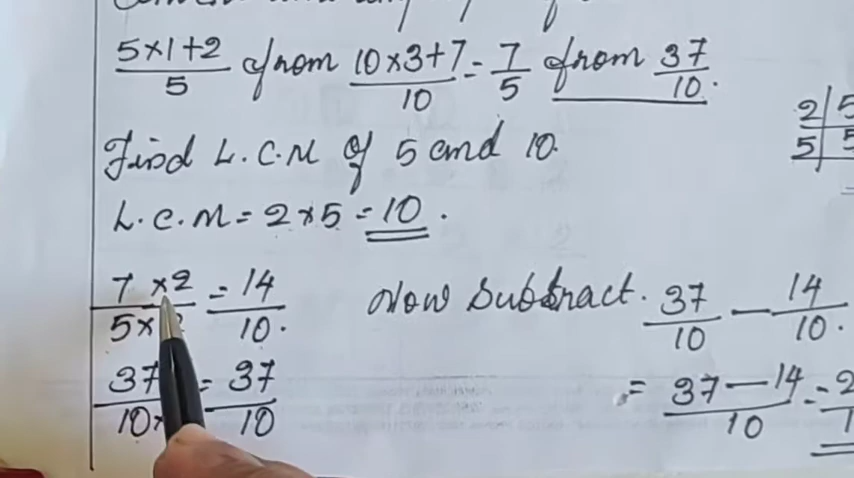 5×1+2/5 from 10×3+7/10 = 7/5 from 37/10.
Find L.C.M of 5 and 10.
L.C.M = 2×5 = 10.
2 | 5
5 | 5
7×2/5× = 14/10.
Now Subtract. 37/10 — 14/10.
37/10× = 37/10
= 37—14/10 =